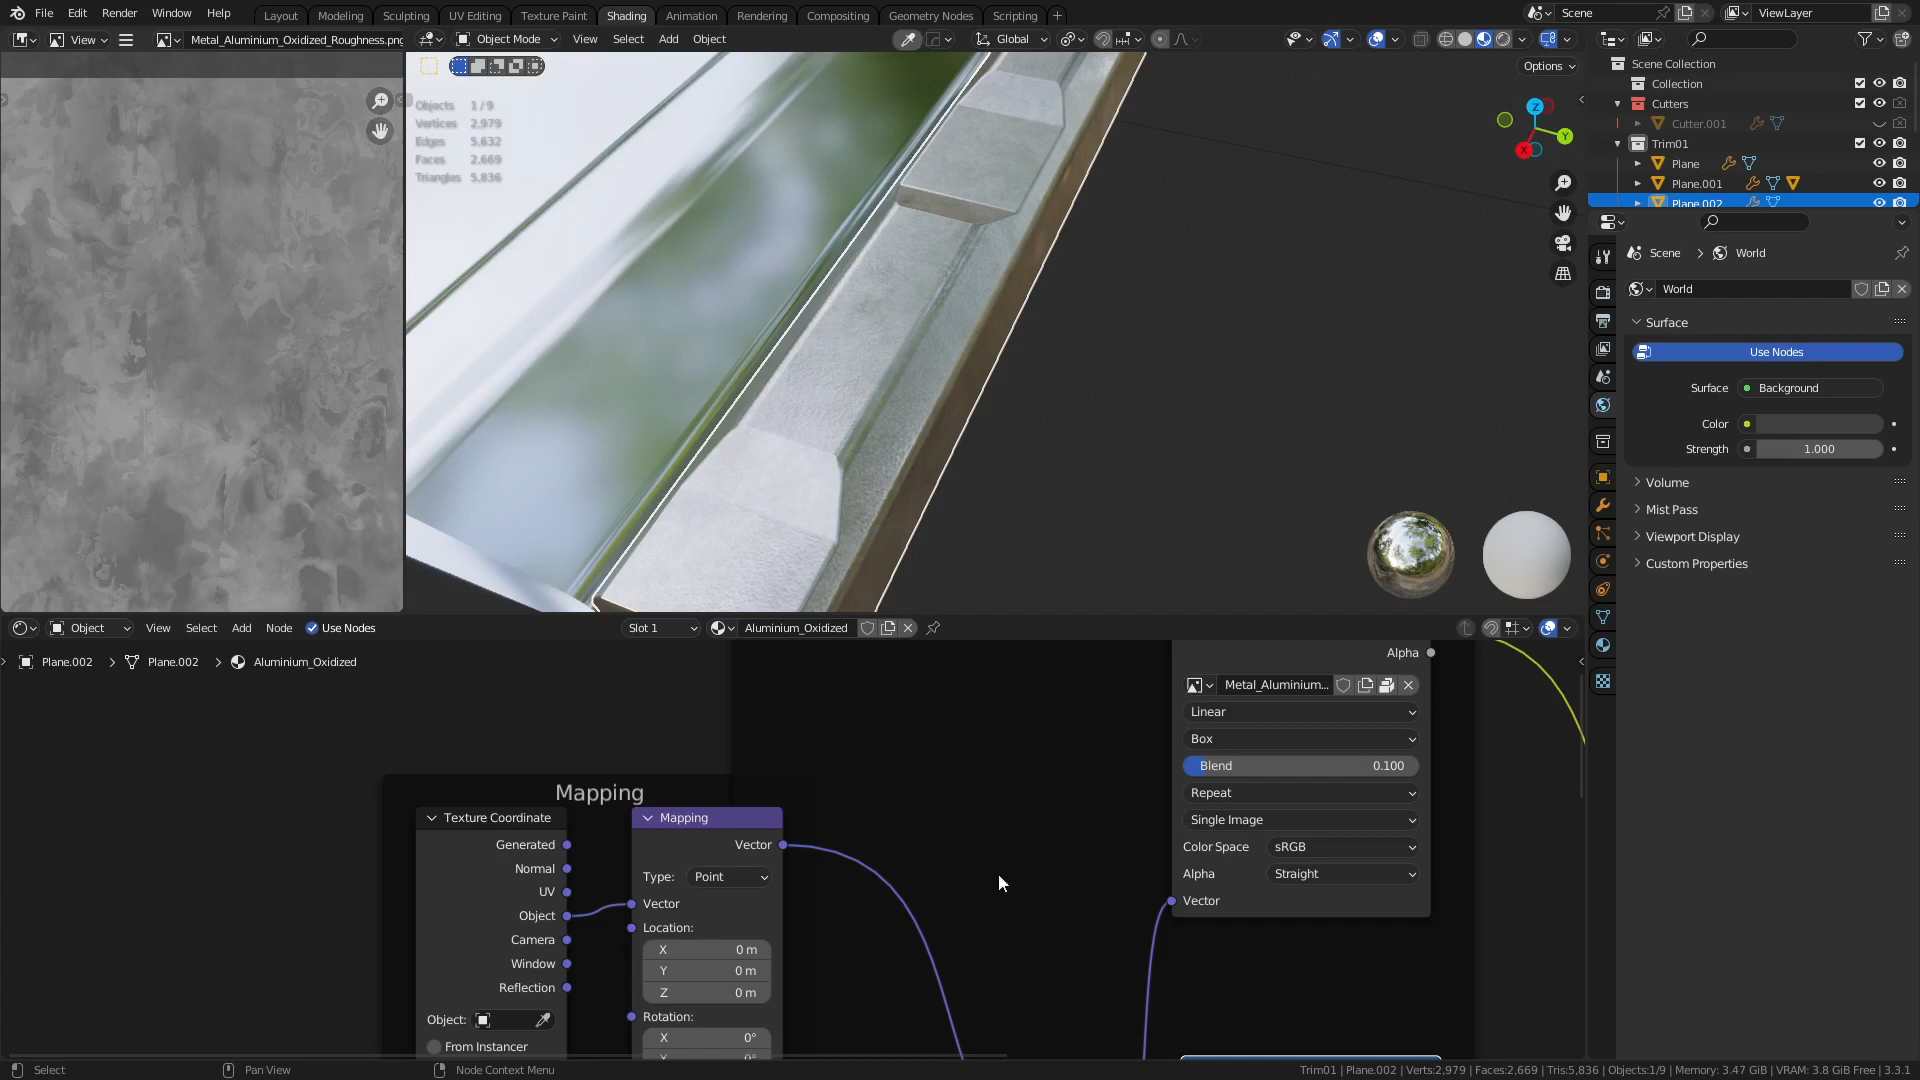 File Edit Render Window Help Layout Modeling Sculpting UV Editing Texture Paint Shading Animation Rendering Compositing Geometry Nodes Scripting + Scene ViewLayer
View Metal_Aluminium_Oxidized_Roughness.png Object Mode View Select Add Object Global
Options
Objects 1 / 9
Vertices 2,979
Edges 5,632
Faces 2,669
Triangles 5,836
Z
Y
X
Scene Collection
Collection
Cutters
Cutter.001
Trim01
Plane
Plane.001
Plane.002
Scene > World
World
Surface
Use Nodes
Surface Background
Color
Strength 1.000
Volume
Mist Pass
Viewport Display
Custom Properties
Object View Select Add Node Use Nodes Slot 1 Aluminium_Oxidized
Plane.002 > Plane.002 > Aluminium_Oxidized
Mapping
Texture Coordinate
Generated
Normal
UV
Object
Camera
Window
Reflection
Object:
From Instancer
Mapping
Vector
Type: Point
Vector
Location:
X 0 m
Y 0 m
Z 0 m
Rotation:
X 0°
Alpha
Metal_Aluminium...
Linear
Box
Blend 0.100
Repeat
Single Image
Color Space sRGB
Alpha Straight
Vector
Select Pan View Node Context Menu Trim01 | Plane.002 | Verts:2,979 | Faces:2,669 | Tris:5,836 | Objects:1/9 | Memory: 3.47 GiB | VRAM: 3.8 GiB Free | 3.3.1